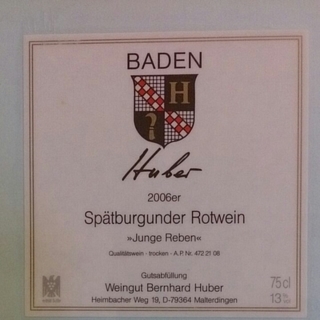 BADEN
H
Huber
2006er
Spätburgunder Rotwein
»Junge Reben«
Qualitätswein - trocken - A.P. Nr. 472 21 08
Gutsabfüllung
Weingut Bernhard Huber
Heimbacher Weg 19, D-79364 Malterdingen
75cl
13%